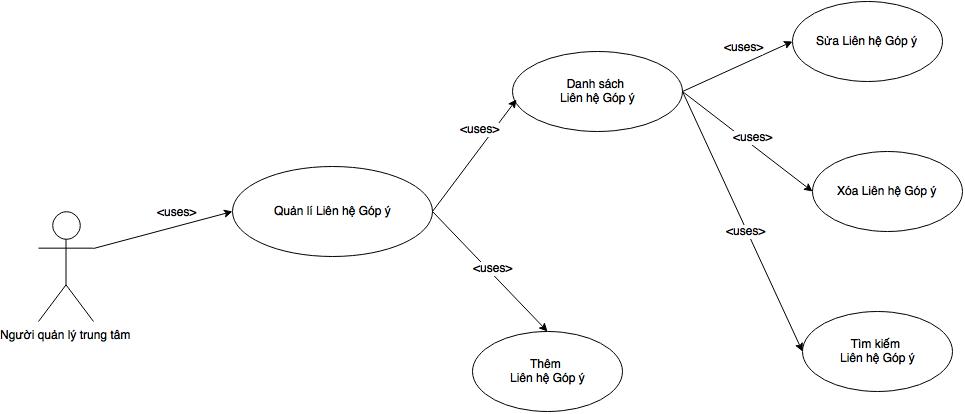 Sửa Liên hệ Góp ý
<uses>
Danh sách
Liên hệ Góp ý
<uses>
<uses>
Xóa Liên hệ Góp ý
Quản lí Liên hệ Góp ý
<uses>
<uses>
<uses>
Người quản lý trung tâm
Tìm kiếm
Liên hệ Góp ý
Thêm
Liên hệ Góp ý